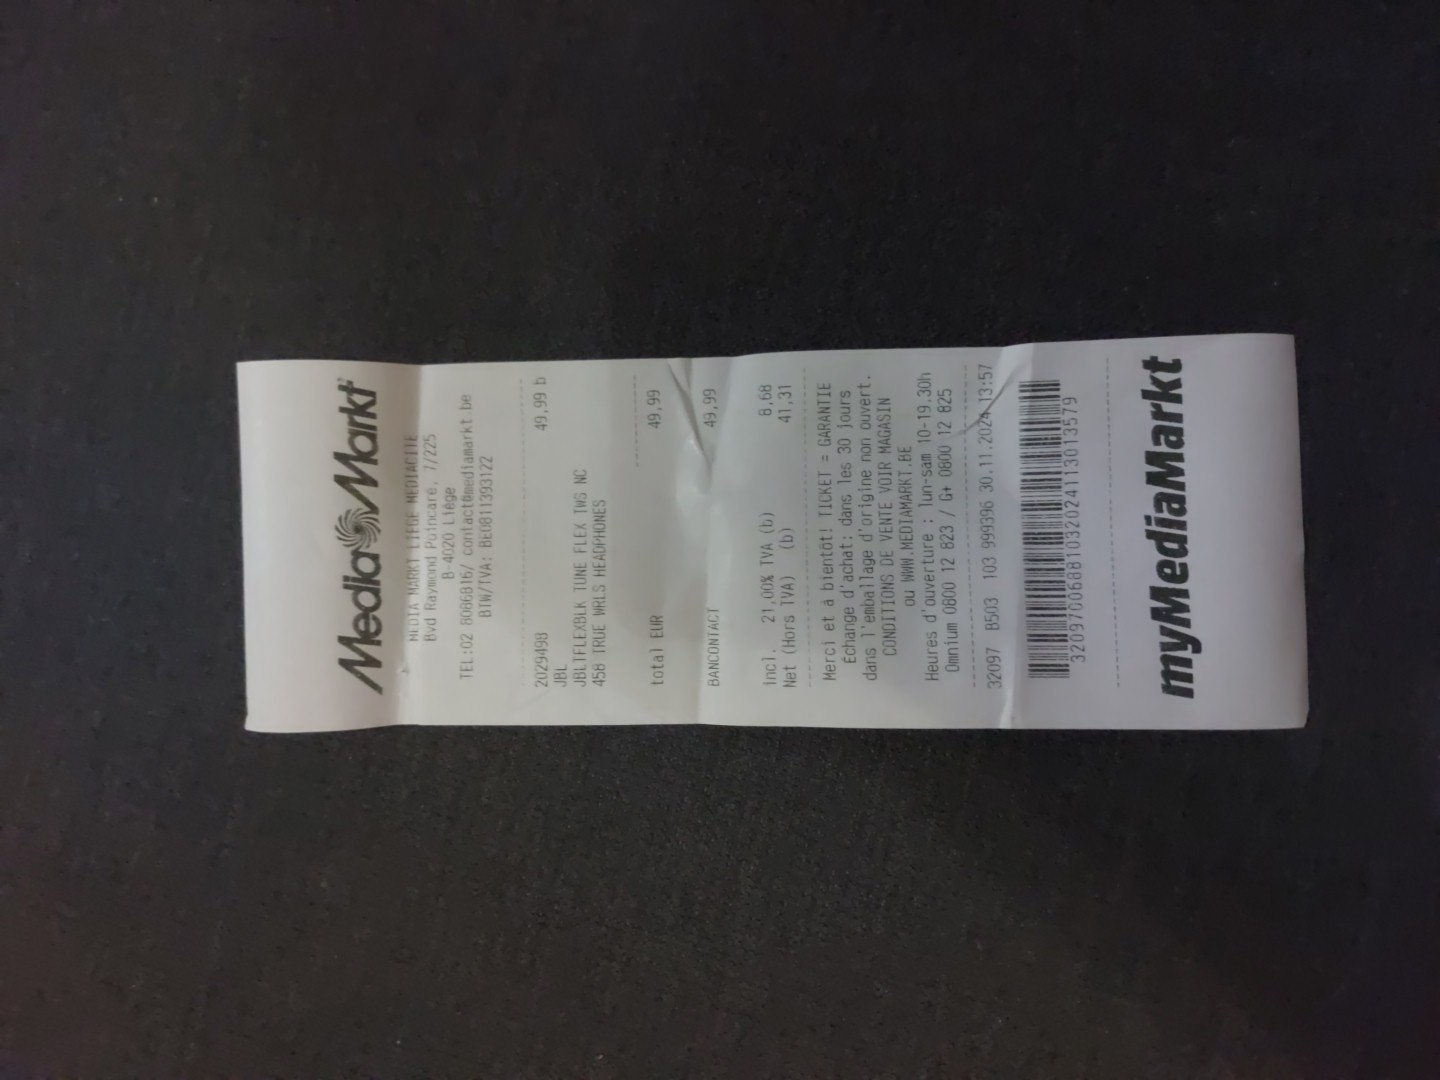 MediaMarkt
MEDIA MARKT LIEGE MEDIACITE
Bvd Raymond Poincaré, 7/225
B-4020 Liège
TEL:02 8086816/ contact@mediamarkt.be
BTW/TVA: BE0811393122
2029498 49,99 b
JBL
JBLTFLEXBLK TUNE FLEX TWS NC
458 TRUE WRLS HEADPHONES
total EUR 49,99
BANCONTACT 49,99
incl. 21,00% TVA (b) 8,68
Net (Hors TVA) (b) 41,31
Merci et à bientôt! TICKET = GARANTIE
Échange d'achat: dans les 30 jours
dans l'emballage d'origine non ouvert.
CONDITIONS DE VENTE VOIR MAGASIN
ou WWW.MEDIAMARKT.BE
Heures d'ouverture : lun-sam 10-19.30h
Omnium 0800 12 823 / G+ 0800 12 825
32097 B503 103 999396 30.11.2024 13:57
3209700688103202411301 3579
myMediaMarkt